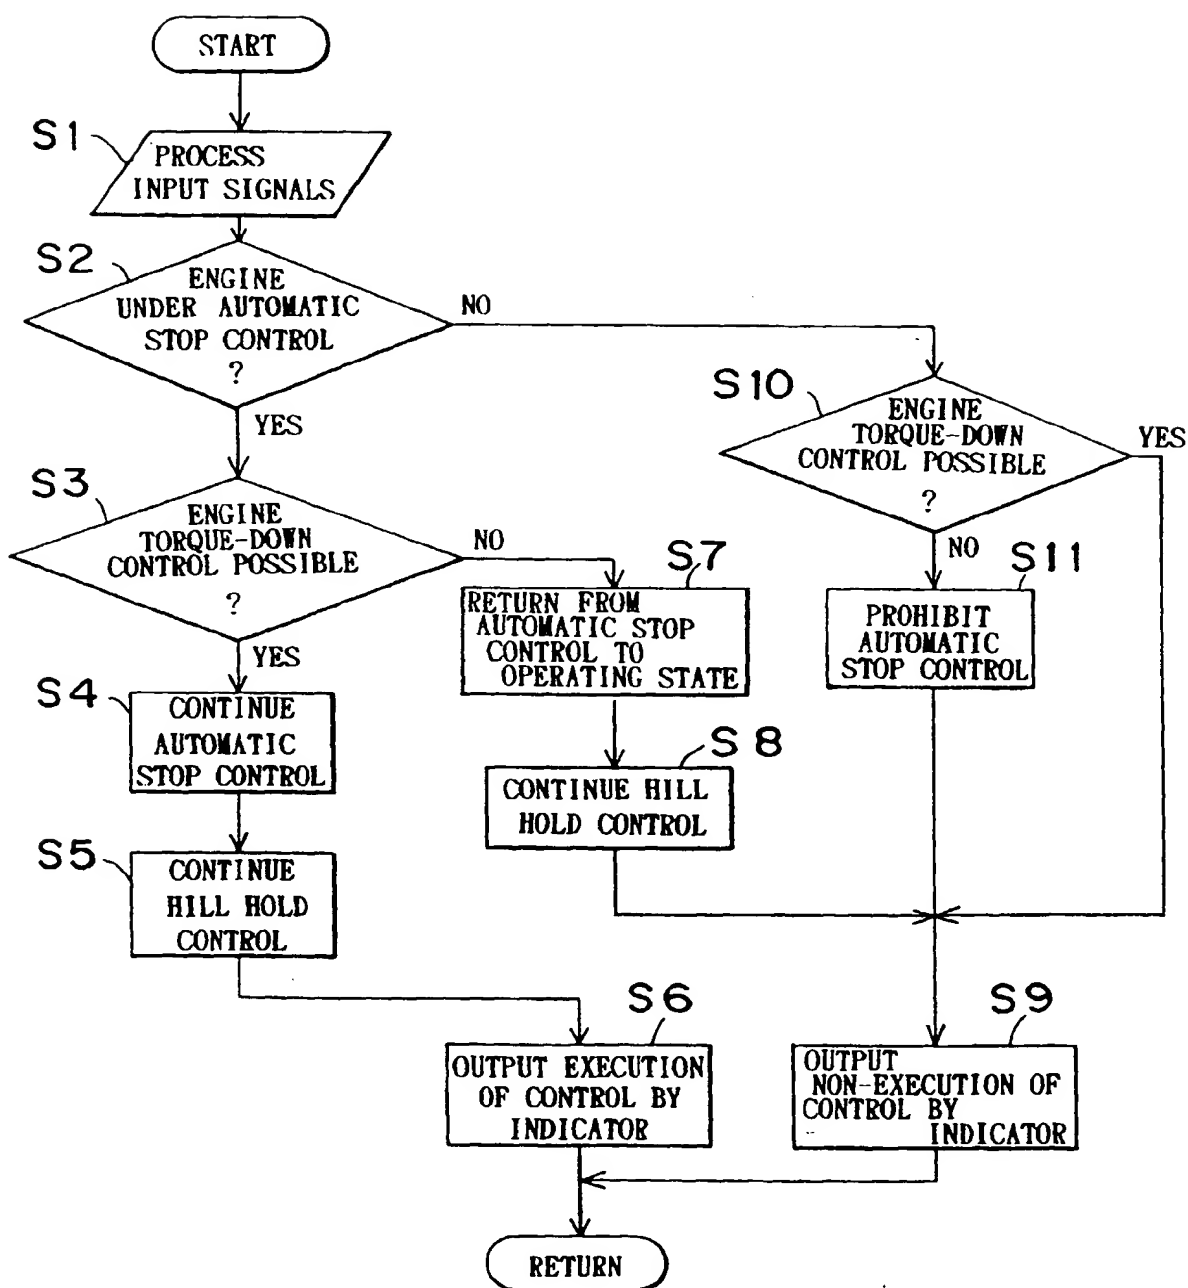 START
S1
PROCESS
INPUT SIGNALS
S2
ENGINE
UNDER AUTOMATIC
STOP CONTROL
?
NO
YES
S10
ENGINE
TORQUE-DOWN
CONTROL POSSIBLE
?
YES
NO
S3
ENGINE
TORQUE-DOWN
CONTROL POSSIBLE
?
NO
YES
S7
RETURN FROM
AUTOMATIC STOP
CONTROL TO
OPERATING STATE
S11
PROHIBIT
AUTOMATIC
STOP CONTROL
S4
CONTINUE
AUTOMATIC
STOP CONTROL
S8
CONTINUE HILL
HOLD CONTROL
S5
CONTINUE
HILL HOLD
CONTROL
S6
OUTPUT EXECUTION
OF CONTROL BY
INDICATOR
S9
OUTPUT
NON-EXECUTION OF
CONTROL BY
INDICATOR
RETURN